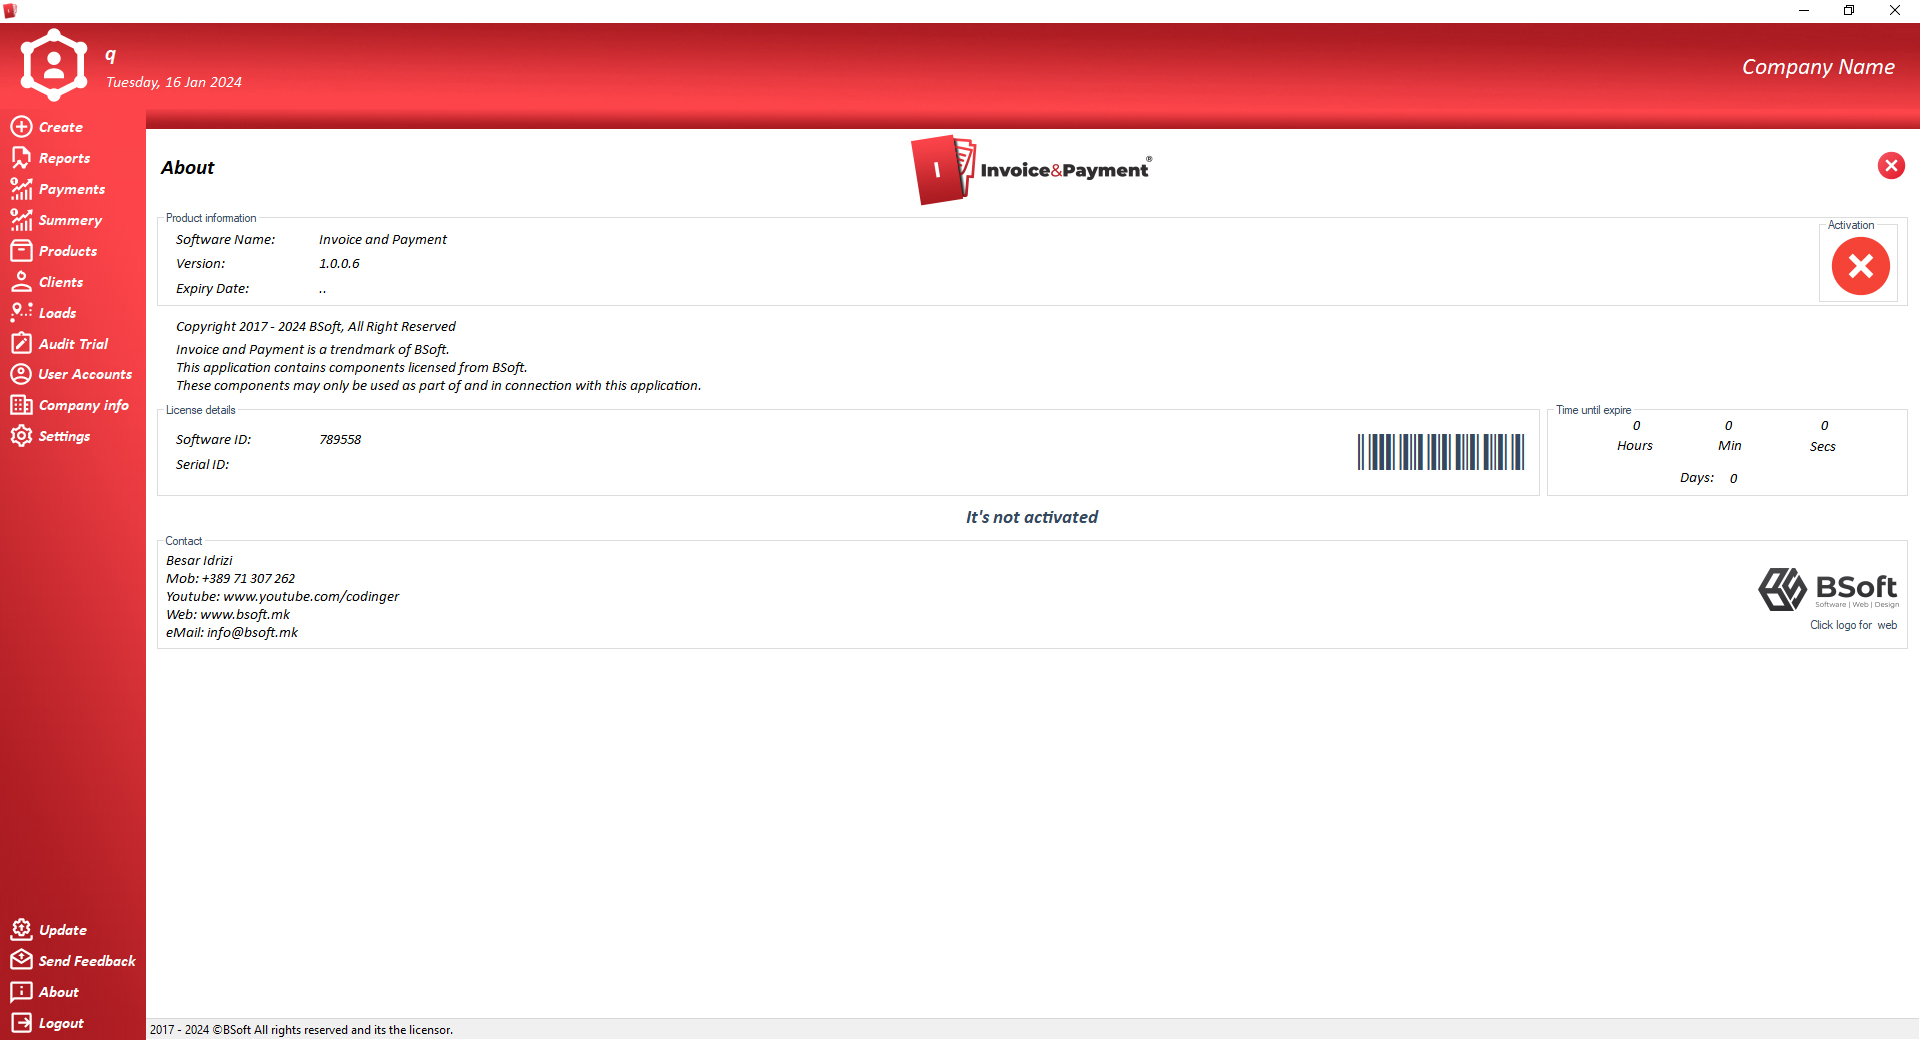 q
Tuesday, 16 Jan 2024
Company Name
Create
Reports
Payments
Summery
Products
Clients
Loads
Audit Trial
User Accounts
Company info
Settings
Update
Send Feedback
About
Logout
About
I Invoice&Payment®
Product information
Software Name: Invoice and Payment
Version: 1.0.0.6
Expiry Date: ..
Activation
Copyright 2017 - 2024 BSoft, All Right Reserved
Invoice and Payment is a trendmark of BSoft.
This application contains components licensed from BSoft.
These components may only be used as part of and in connection with this application.
License details
Software ID: 789558
Serial ID:
Time until expire
0 0 0
Hours Min Secs
Days: 0
It's not activated
Contact
Besar Idrizi
Mob: +389 71 307 262
Youtube: www.youtube.com/codinger
Web: www.bsoft.mk
eMail: info@bsoft.mk
BSoft
Software | Web | Design
Click logo for web
2017 - 2024 ©BSoft All rights reserved and its the licensor.